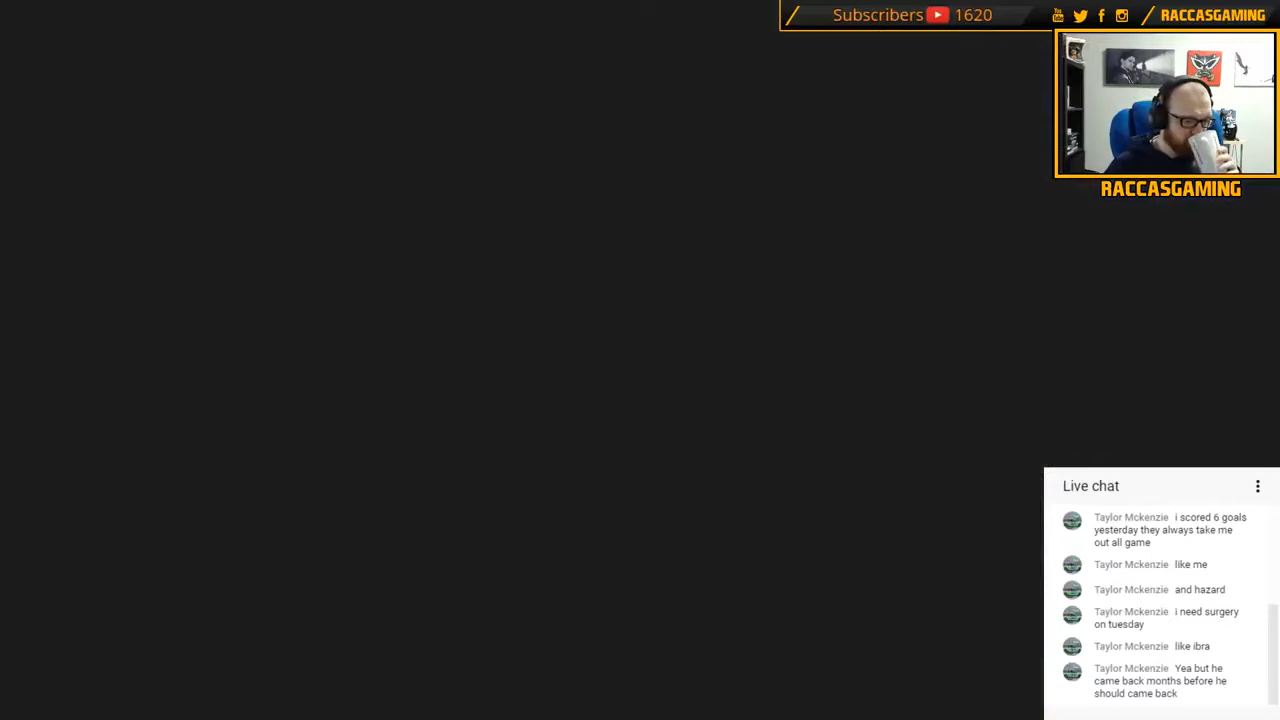 Subscribers 1620
RACCASGAMING
RACCASGAMING
Live chat
Taylor Mckenzie i scored 6 goals
yesterday they always take me
out all game
Taylor Mckenzie like me
Taylor Mckenzie and hazard
Taylor Mckenzie i need surgery
on tuesday
Taylor Mckenzie like ibra
Taylor Mckenzie Yea but he
came back months before he
should came back